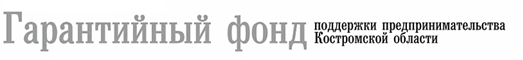 Гарантийный фонд
поддержки предпринимательства
Костромской области